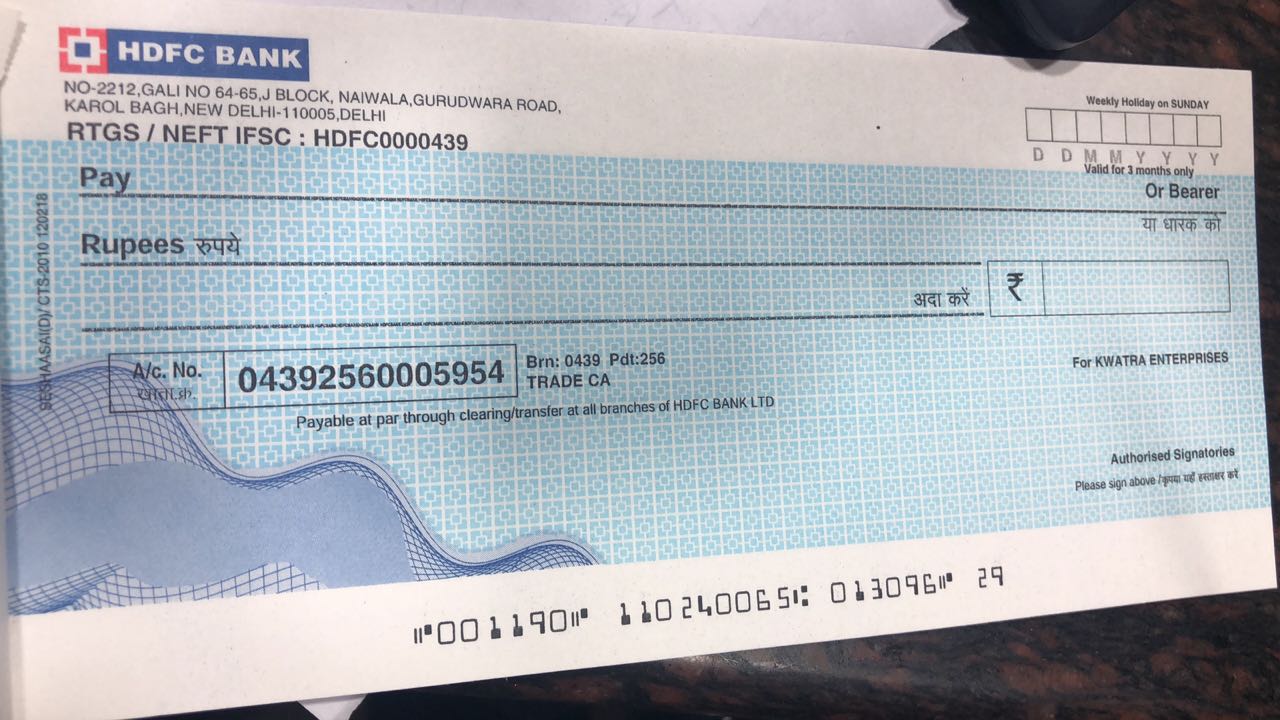 HDFC BANK
NO-2212,GALI NO 64-65,J BLOCK, NAIWALA,GURUDWARA ROAD,
KAROL BAGH,NEW DELHI-110005,DELHI
RTGS / NEFT IFSC : HDFC0000439
Weekly Holiday on SUNDAY
D D M M Y Y Y Y
Valid for 3 months only
Pay
Or Bearer
या धारक को
Rupees रुपये
अदा करें
₹
A/c. No.
खाता.क्र.
04392560005954
Brn: 0439 Pdt:256
TRADE CA
Payable at par through clearing/transfer at all branches of HDFC BANK LTD
For KWATRA ENTERPRISES
Authorised Signatories
Please sign above /कृपया यहाँ हस्ताक्षर करें
SESHAASAI(D)/ CTS-2010 120218
⑈001190⑈ 110240065⑆ 013096⑈ 29